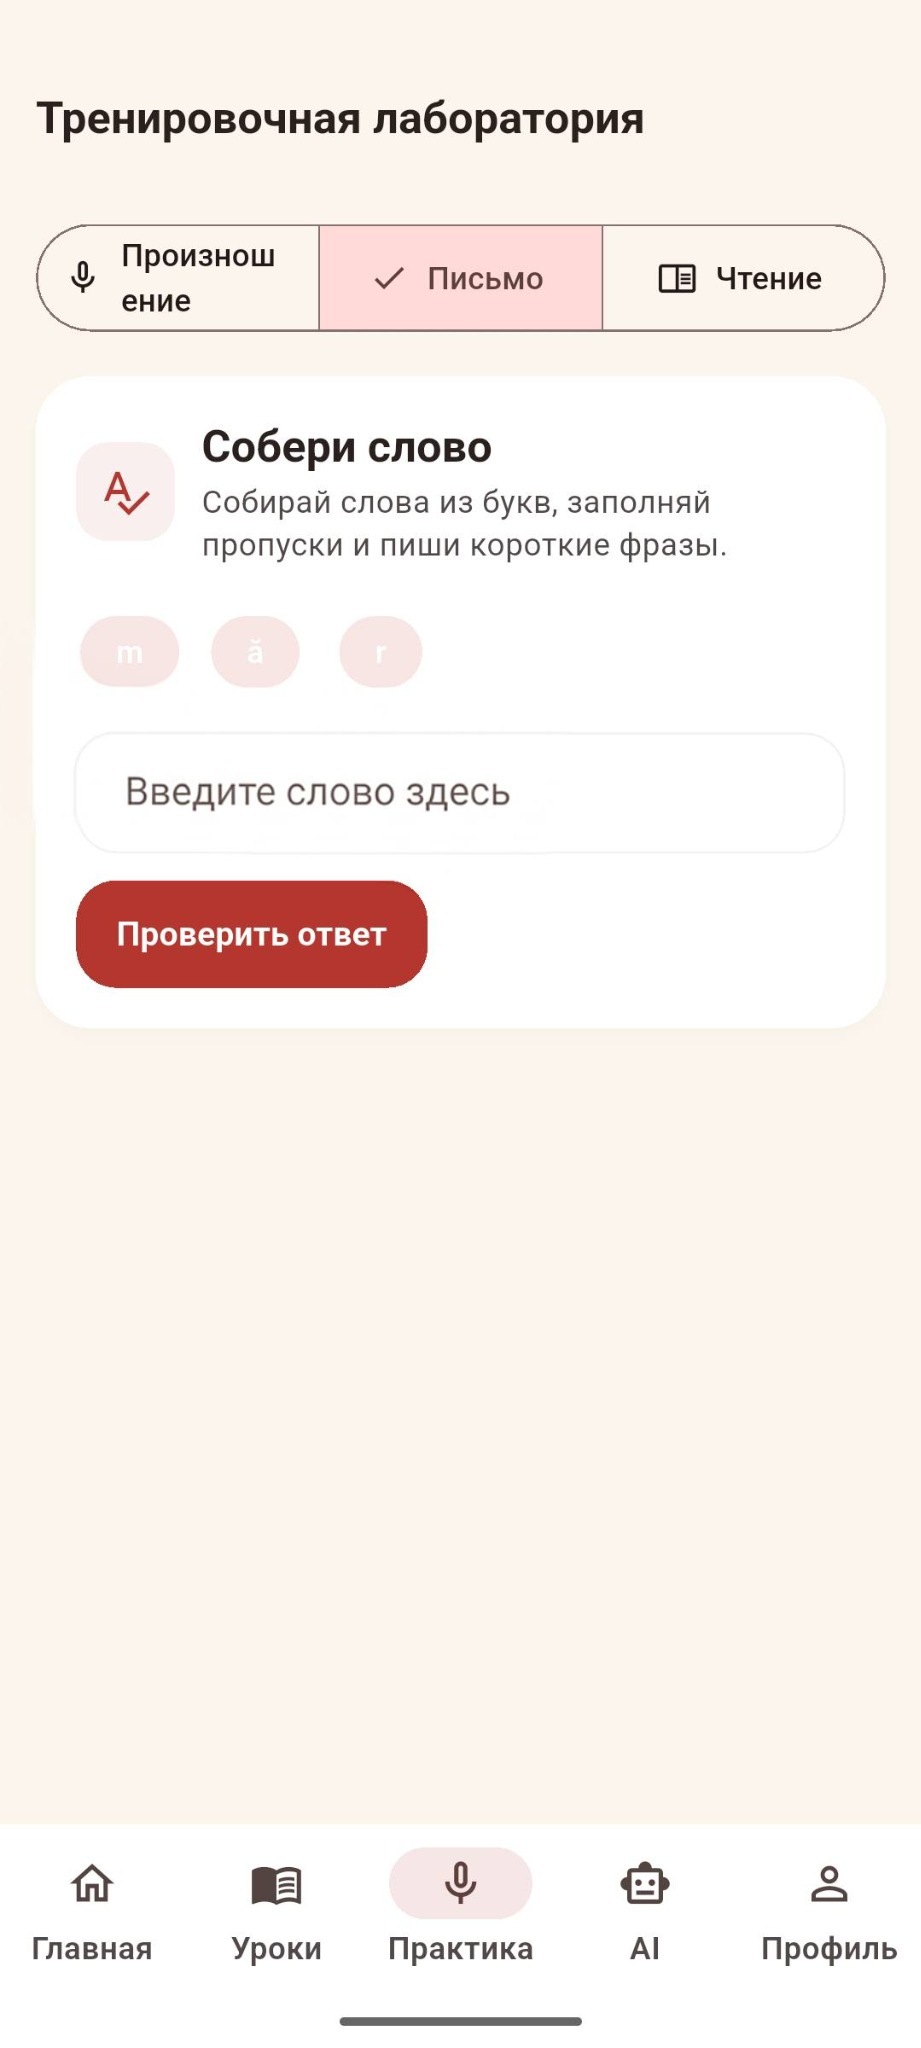 Тренировочная лаборатория
Произнош
ение
Письмо
Чтение
Собери слово
Собирай слова из букв, заполняй
пропуски и пиши короткие фразы.
m ă r
Введите слово здесь
Проверить ответ
Главная
Уроки
Практика
AI
Профиль